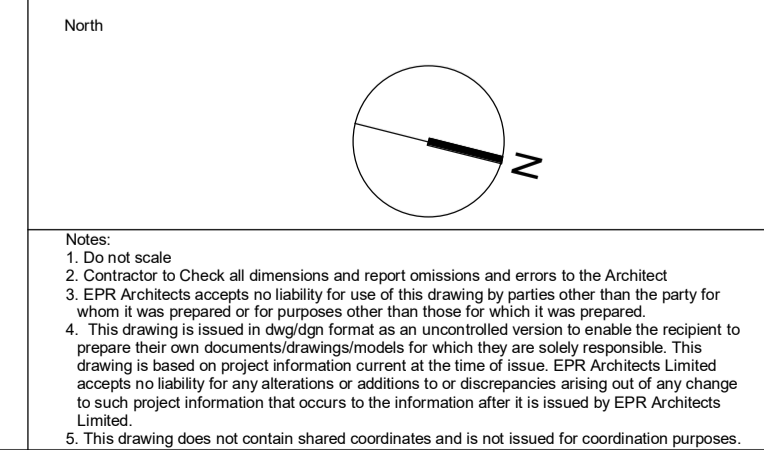 North
N
Notes:
1. Do not scale
2. Contractor to Check all dimensions and report omissions and errors to the Architect
3. EPR Architects accepts no liability for use of this drawing by parties other than the party for
whom it was prepared or for purposes other than those for which it was prepared.
4. This drawing is issued in dwg/dgn format as an uncontrolled version to enable the recipient to
prepare their own documents/drawings/models for which they are solely responsible. This
drawing is based on project information current at the time of issue. EPR Architects Limited
accepts no liability for any alterations or additions to or discrepancies arising out of any change
to such project information that occurs to the information after it is issued by EPR Architects
Limited.
5. This drawing does not contain shared coordinates and is not issued for coordination purposes.